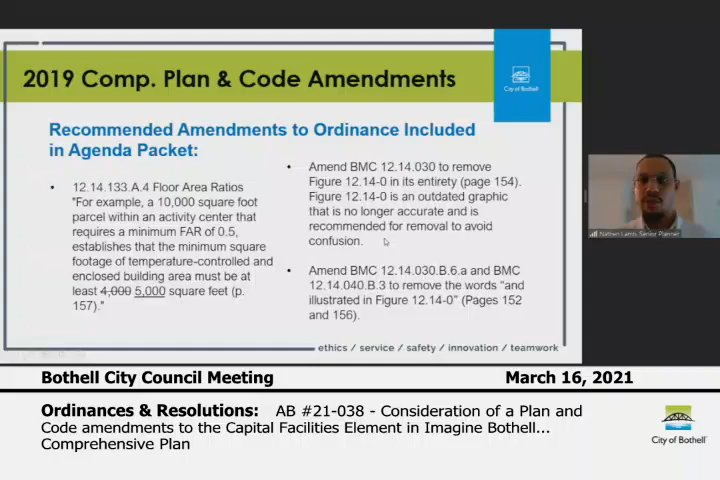 2019 Comp. Plan & Code Amendments
City of Bothell
Recommended Amendments to Ordinance Included
in Agenda Packet:
• 12.14.133.A.4 Floor Area Ratios
"For example, a 10,000 square foot
parcel within an activity center that
requires a minimum FAR of 0.5,
establishes that the minimum square
footage of temperature-controlled and
enclosed building area must be at
least 4,000 5,000 square feet (p.
157)."
• Amend BMC 12.14.030 to remove
Figure 12.14-0 in its entirety (page 154).
Figure 12.14-0 is an outdated graphic
that is no longer accurate and is
recommended for removal to avoid
confusion.
• Amend BMC 12.14.030.B.6.a and BMC
12.14.040.B.3 to remove the words "and
illustrated in Figure 12.14-0" (Pages 152
and 156).
ethics / service / safety / innovation / teamwork
Nathen Lamb, Senior Planner
Bothell City Council Meeting March 16, 2021
Ordinances & Resolutions: AB #21-038 - Consideration of a Plan and
Code amendments to the Capital Facilities Element in Imagine Bothell...
Comprehensive Plan
City of Bothell